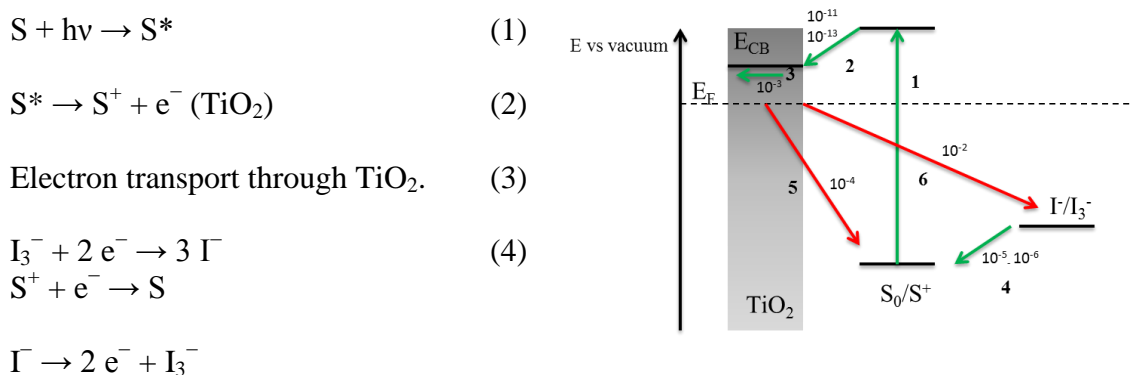 S + hν → S* (1)
S* → S⁺ + e⁻ (TiO₂) (2)
Electron transport through TiO₂. (3)
I₃⁻ + 2 e⁻ → 3 I⁻ (4)
S⁺ + e⁻ → S
I⁻ → 2 e⁻ + I₃⁻
E vs vacuum
E_CB
E_F
10⁻¹¹
10⁻¹³
2
3
10⁻³
1
10⁻²
5
10⁻⁴
6
I⁻/I₃⁻
10⁻⁵- 10⁻⁶
4
S₀/S⁺
TiO₂